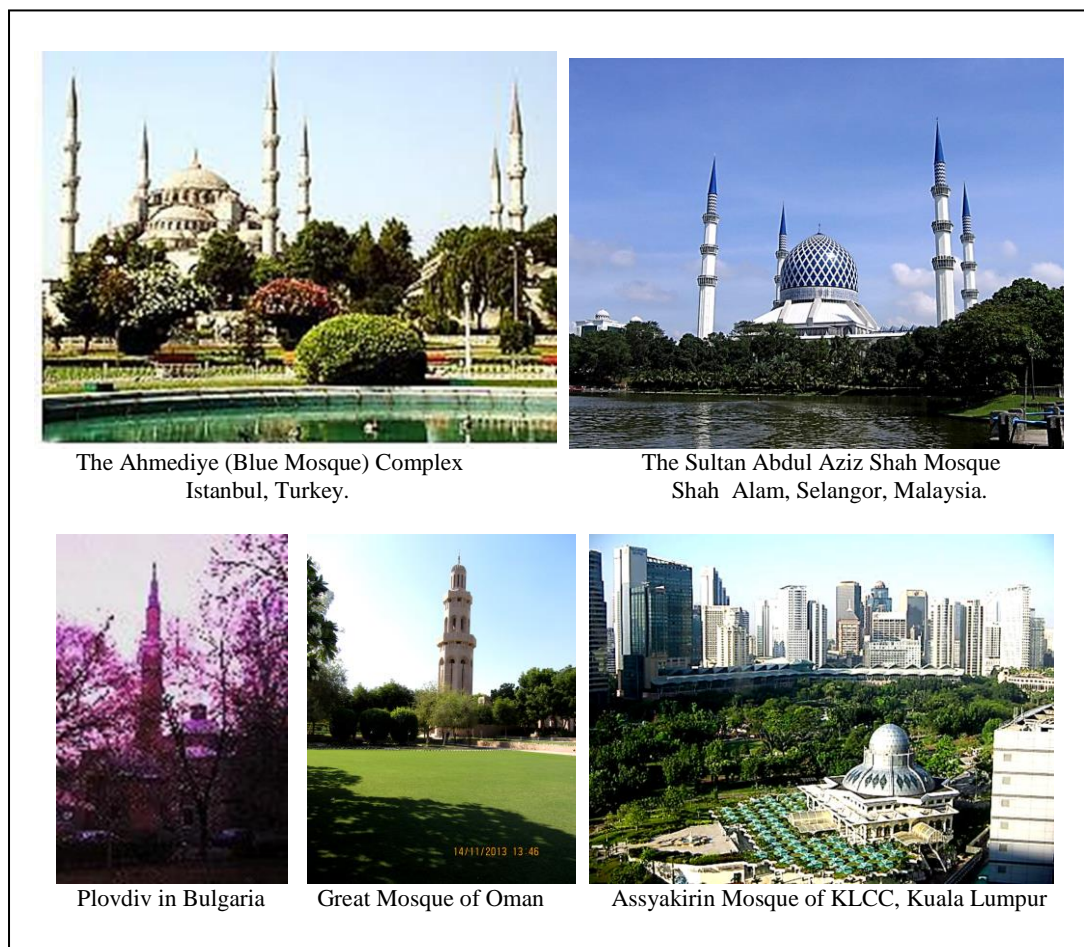 The Ahmediye (Blue Mosque) Complex
Istanbul, Turkey.
The Sultan Abdul Aziz Shah Mosque
Shah Alam, Selangor, Malaysia.
14/11/2013 13:46
Plovdiv in Bulgaria
Great Mosque of Oman
Assyakirin Mosque of KLCC, Kuala Lumpur